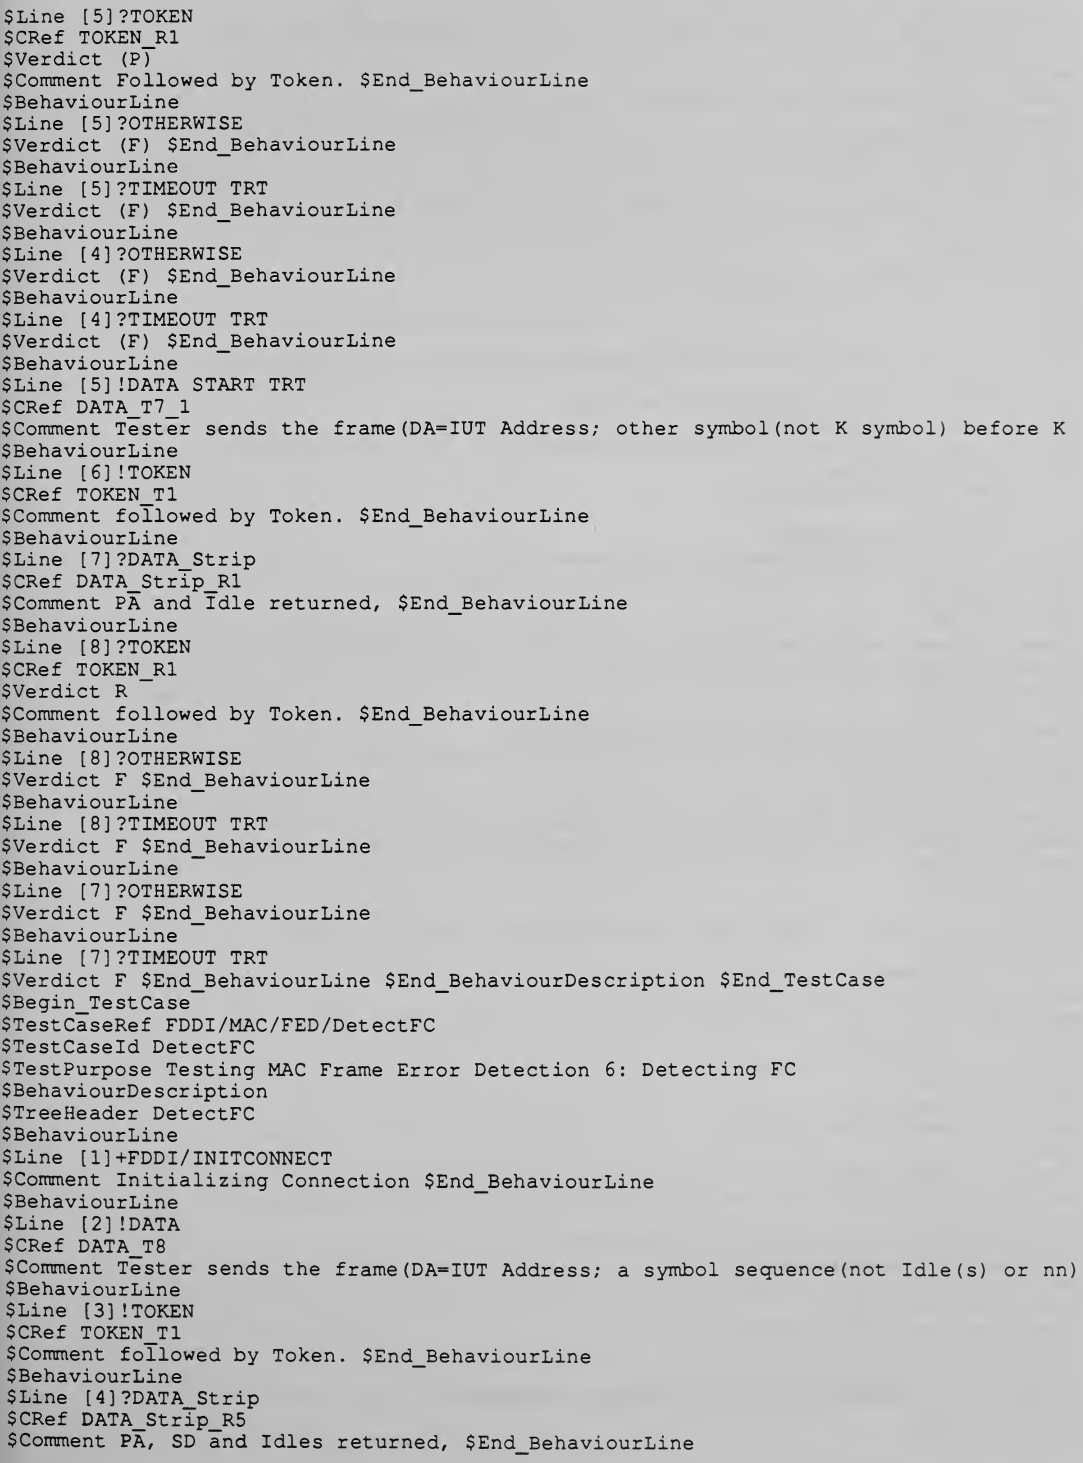 $Line [5]?TOKEN
$CRef TOKEN_R1
$Verdict (P)
$Comment Followed by Token. $End_BehaviourLine
$BehaviourLine
$Line [5]?OTHERWISE
$Verdict (F) $End_BehaviourLine
$BehaviourLine
$Line [5]?TIMEOUT TRT
$Verdict (F) $End_BehaviourLine
$BehaviourLine
$Line [4]?OTHERWISE
$Verdict (F) $End_BehaviourLine
$BehaviourLine
$Line [4]?TIMEOUT TRT
$Verdict (F) $End_BehaviourLine
$BehaviourLine
$Line [5]!DATA START TRT
$CRef DATA_T7_1
$Comment Tester sends the frame(DA=IUT Address; other symbol(not K symbol) before K
$BehaviourLine
$Line [6]!TOKEN
$CRef TOKEN_T1
$Comment followed by Token. $End_BehaviourLine
$BehaviourLine
$Line [7]?DATA_Strip
$CRef DATA_Strip_R1
$Comment PA and Idle returned, $End_BehaviourLine
$BehaviourLine
$Line [8]?TOKEN
$CRef TOKEN_R1
$Verdict R
$Comment followed by Token. $End_BehaviourLine
$BehaviourLine
$Line [8]?OTHERWISE
$Verdict F $End_BehaviourLine
$BehaviourLine
$Line [8]?TIMEOUT TRT
$Verdict F $End_BehaviourLine
$BehaviourLine
$Line [7]?OTHERWISE
$Verdict F $End_BehaviourLine
$BehaviourLine
$Line [7]?TIMEOUT TRT
$Verdict F $End_BehaviourLine $End_BehaviourDescription $End_TestCase
$Begin_TestCase
$TestCaseRef FDDI/MAC/FED/DetectFC
$TestCaseId DetectFC
$TestPurpose Testing MAC Frame Error Detection 6: Detecting FC
$BehaviourDescription
$TreeHeader DetectFC
$BehaviourLine
$Line [1]+FDDI/INITCONNECT
$Comment Initializing Connection $End_BehaviourLine
$BehaviourLine
$Line [2]!DATA
$CRef DATA_T8
$Comment Tester sends the frame(DA=IUT Address; a symbol sequence(not Idle(s) or nn)
$BehaviourLine
$Line [3]!TOKEN
$CRef TOKEN_T1
$Comment followed by Token. $End_BehaviourLine
$BehaviourLine
$Line [4]?DATA_Strip
$CRef DATA_Strip_R5
$Comment PA, SD and Idles returned, $End_BehaviourLine